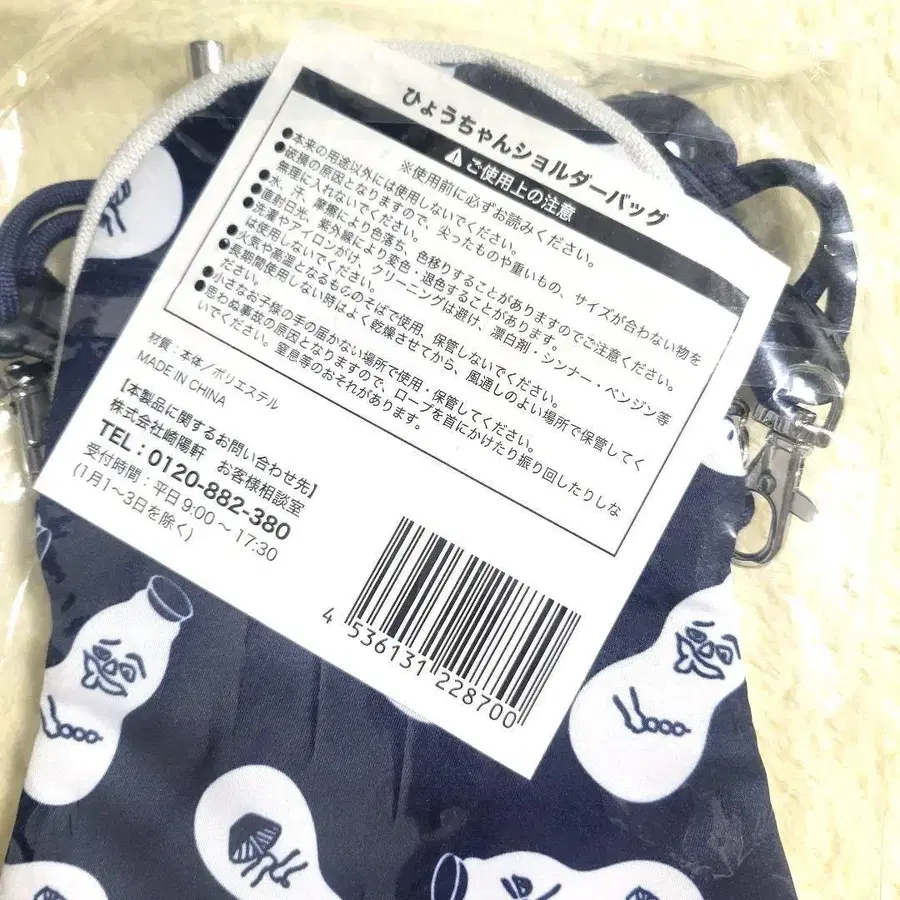 ひょうちゃんショルダーバッグ
⚠ご使用上の注意
※使用前に必ずお読みください。
●本来の用途以外には使用しないでください。
●破損の原因となりますので、尖ったものや重いもの、サイズが合わない物を
無理に入れないでください。
●水、汗、摩擦により色落ち、色移りすることがありますのでご注意ください。
●直射日光、紫外線により変色・退色することがあります。
●洗濯やアイロンがけ、クリーニングは避け、漂白剤・シンナー・ベンジン等
は使用しないでください。
●火気や高温となるもののそばで使用、保管しないでください。
●長期間使用しない時はよく乾燥させてから、風通しのよい場所で保管してく
ださい。
●小さなお子様の手の届かない場所で使用・保管してください。
●思わぬ事故の原因となりますので、ロープを首にかけたり振り回したりしな
いでください。窒息等のおそれがあります。
材質：本体／ポリエステル
MADE IN CHINA
【本製品に関するお問い合わせ先】
株式会社崎陽軒 お客様相談室
TEL：0120-882-380
受付時間：平日 9:00～17:30
(1月1～3日を除く)
4 536131 228700